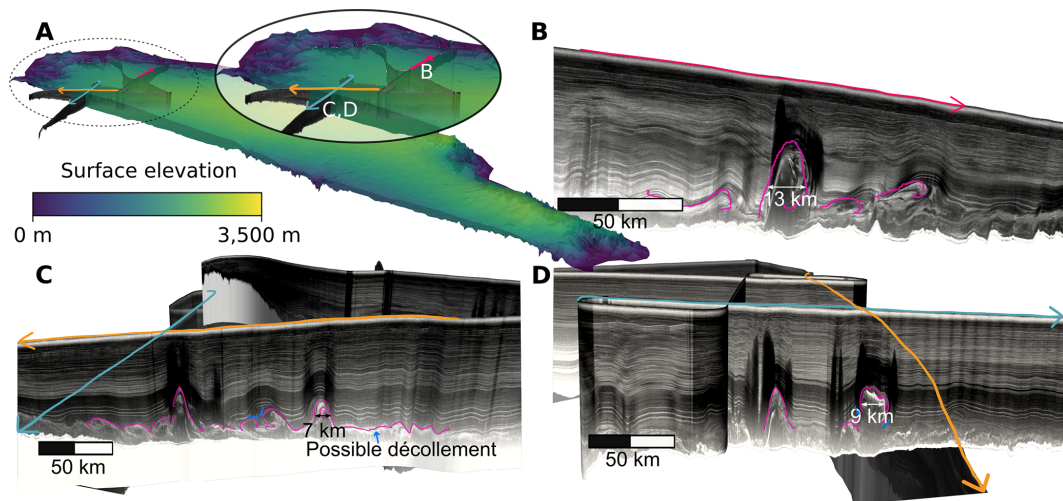 A
B
C,D
Surface elevation
0 m
3,500 m
B
13 km
50 km
C
7 km
Possible décollement
50 km
D
9 km
50 km